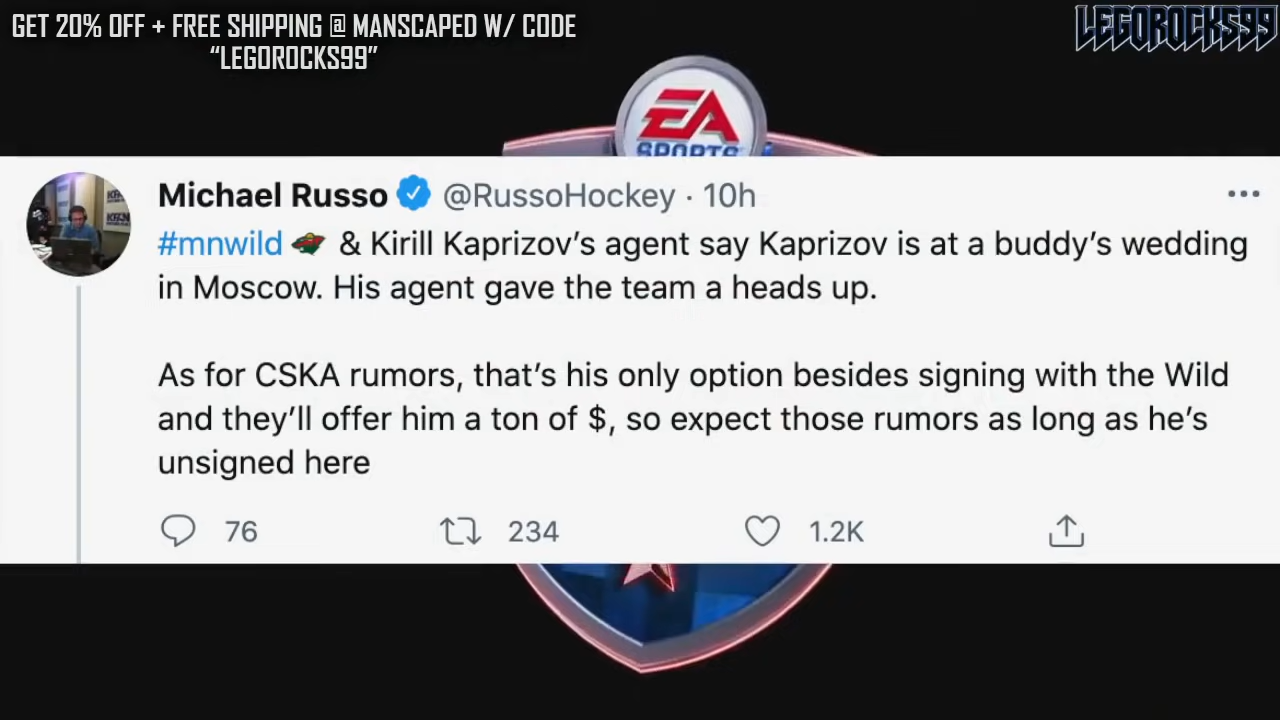 GET 20% OFF + FREE SHIPPING @ MANSCAPED W/ CODE
“LEGOROCKS99”
LEGOROCKS99
EA
SPORTS
Michael Russo @RussoHockey · 10h
#mnwild & Kirill Kaprizov’s agent say Kaprizov is at a buddy’s wedding
in Moscow. His agent gave the team a heads up.
As for CSKA rumors, that’s his only option besides signing with the Wild
and they’ll offer him a ton of $, so expect those rumors as long as he’s
unsigned here
76 234 1.2K